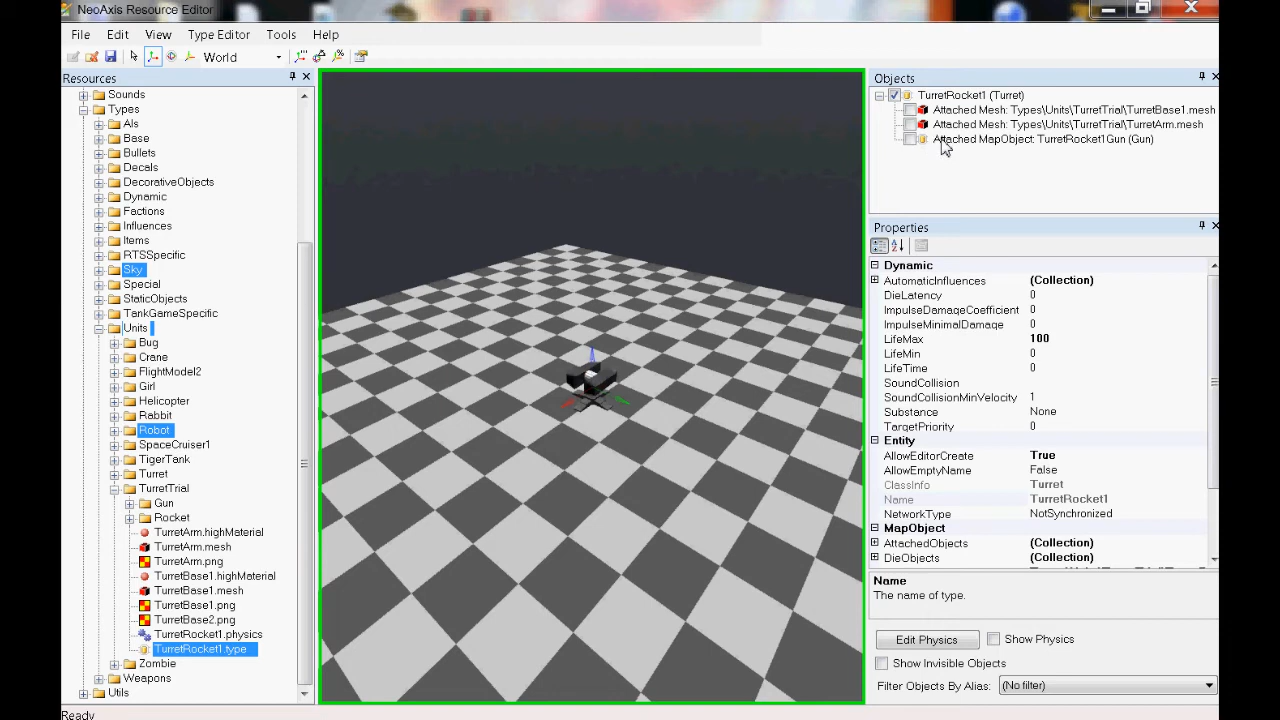 NeoAxis Resource Editor
File Edit View Type Editor Tools Help
World
Resources
Sounds
Types
AIs
Base
Bullets
Decals
DecorativeObjects
Dynamic
Factions
Influences
Items
RTSSpecific
Sky
Special
StaticObjects
TankGameSpecific
Units
Bug
Crane
FlightModel2
Girl
Helicopter
Rabbit
Robot
SpaceCruiser1
TigerTank
Turret
TurretTrial
Gun
Rocket
TurretArm.highMaterial
TurretArm.mesh
TurretArm.png
TurretBase1.highMaterial
TurretBase1.mesh
TurretBase1.png
TurretBase2.png
TurretRocket1.physics
TurretRocket1.type
Zombie
Weapons
Utils
Ready
Objects
TurretRocket1 (Turret)
Attached Mesh: Types\Units\TurretTrial\TurretBase1.mesh
Attached Mesh: Types\Units\TurretTrial\TurretArm.mesh
Attached MapObject: TurretRocket1Gun (Gun)
Properties
Dynamic
AutomaticInfluences (Collection)
DieLatency 0
ImpulseDamageCoefficient 0
ImpulseMinimalDamage 0
LifeMax 100
LifeMin 0
LifeTime 0
SoundCollision
SoundCollisionMinVelocity 1
Substance None
TargetPriority 0
Entity
AllowEditorCreate True
AllowEmptyName False
ClassInfo Turret
Name TurretRocket1
NetworkType NotSynchronized
MapObject
AttachedObjects (Collection)
DieObjects (Collection)
Name
The name of type.
Edit Physics Show Physics
Show Invisible Objects
Filter Objects By Alias: (No filter)